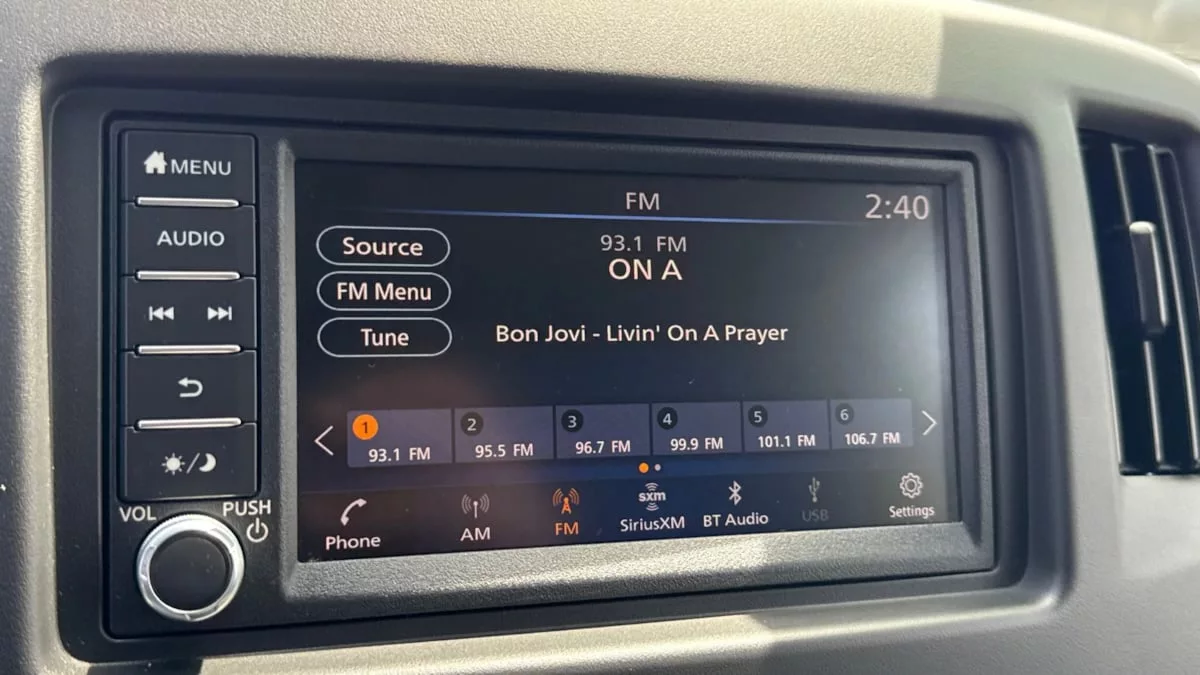 MENU
AUDIO
VOL
PUSH
FM
2:40
Source
FM Menu
Tune
93.1 FM
ON A
Bon Jovi - Livin' On A Prayer
1
93.1 FM
2
95.5 FM
3
96.7 FM
4
99.9 FM
5
101.1 FM
6
106.7 FM
Phone
AM
FM
sxm
SiriusXM
BT Audio
USB
Settings